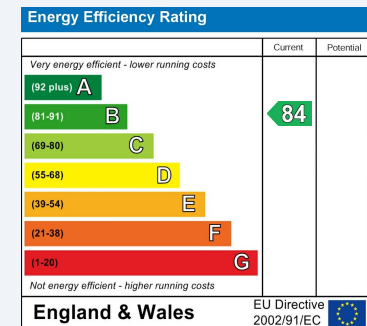 Energy Efficiency Rating
Current Potential
Very energy efficient - lower running costs
(92 plus) A
(81-91) B
84
(69-80) C
(55-68) D
(39-54) E
(21-38) F
(1-20) G
Not energy efficient - higher running costs
England & Wales
EU Directive
2002/91/EC